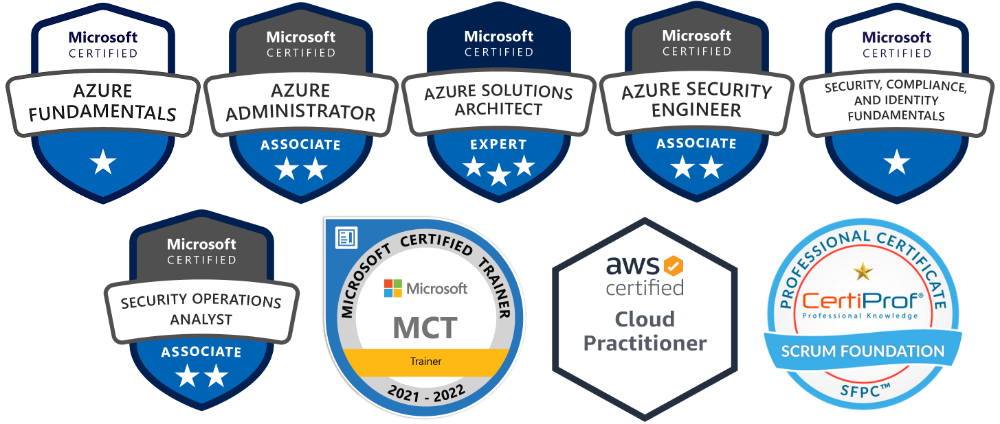 Microsoft
CERTIFIED
AZURE
FUNDAMENTALS
Microsoft
CERTIFIED
AZURE
ADMINISTRATOR
ASSOCIATE
Microsoft
CERTIFIED
AZURE SOLUTIONS
ARCHITECT
EXPERT
Microsoft
CERTIFIED
AZURE SECURITY
ENGINEER
ASSOCIATE
Microsoft
CERTIFIED
SECURITY, COMPLIANCE,
AND IDENTITY
FUNDAMENTALS
Microsoft
CERTIFIED
SECURITY OPERATIONS
ANALYST
ASSOCIATE
MICROSOFT CERTIFIED TRAINER
Microsoft
MCT
Trainer
2021 - 2022
aws
certified
Cloud
Practitioner
PROFESSIONAL CERTIFICATE
CertiProf®
Professional Knowledge
SCRUM FOUNDATION
SFPC™